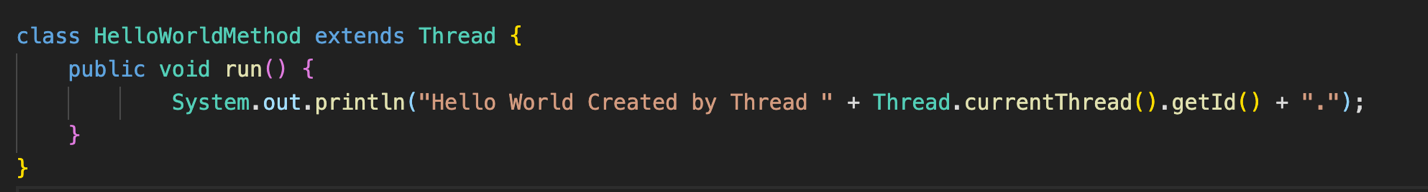 class HelloWorldMethod extends Thread {
    public void run() {
            System.out.println("Hello World Created by Thread " + Thread.currentThread().getId() + ".");
    }
}